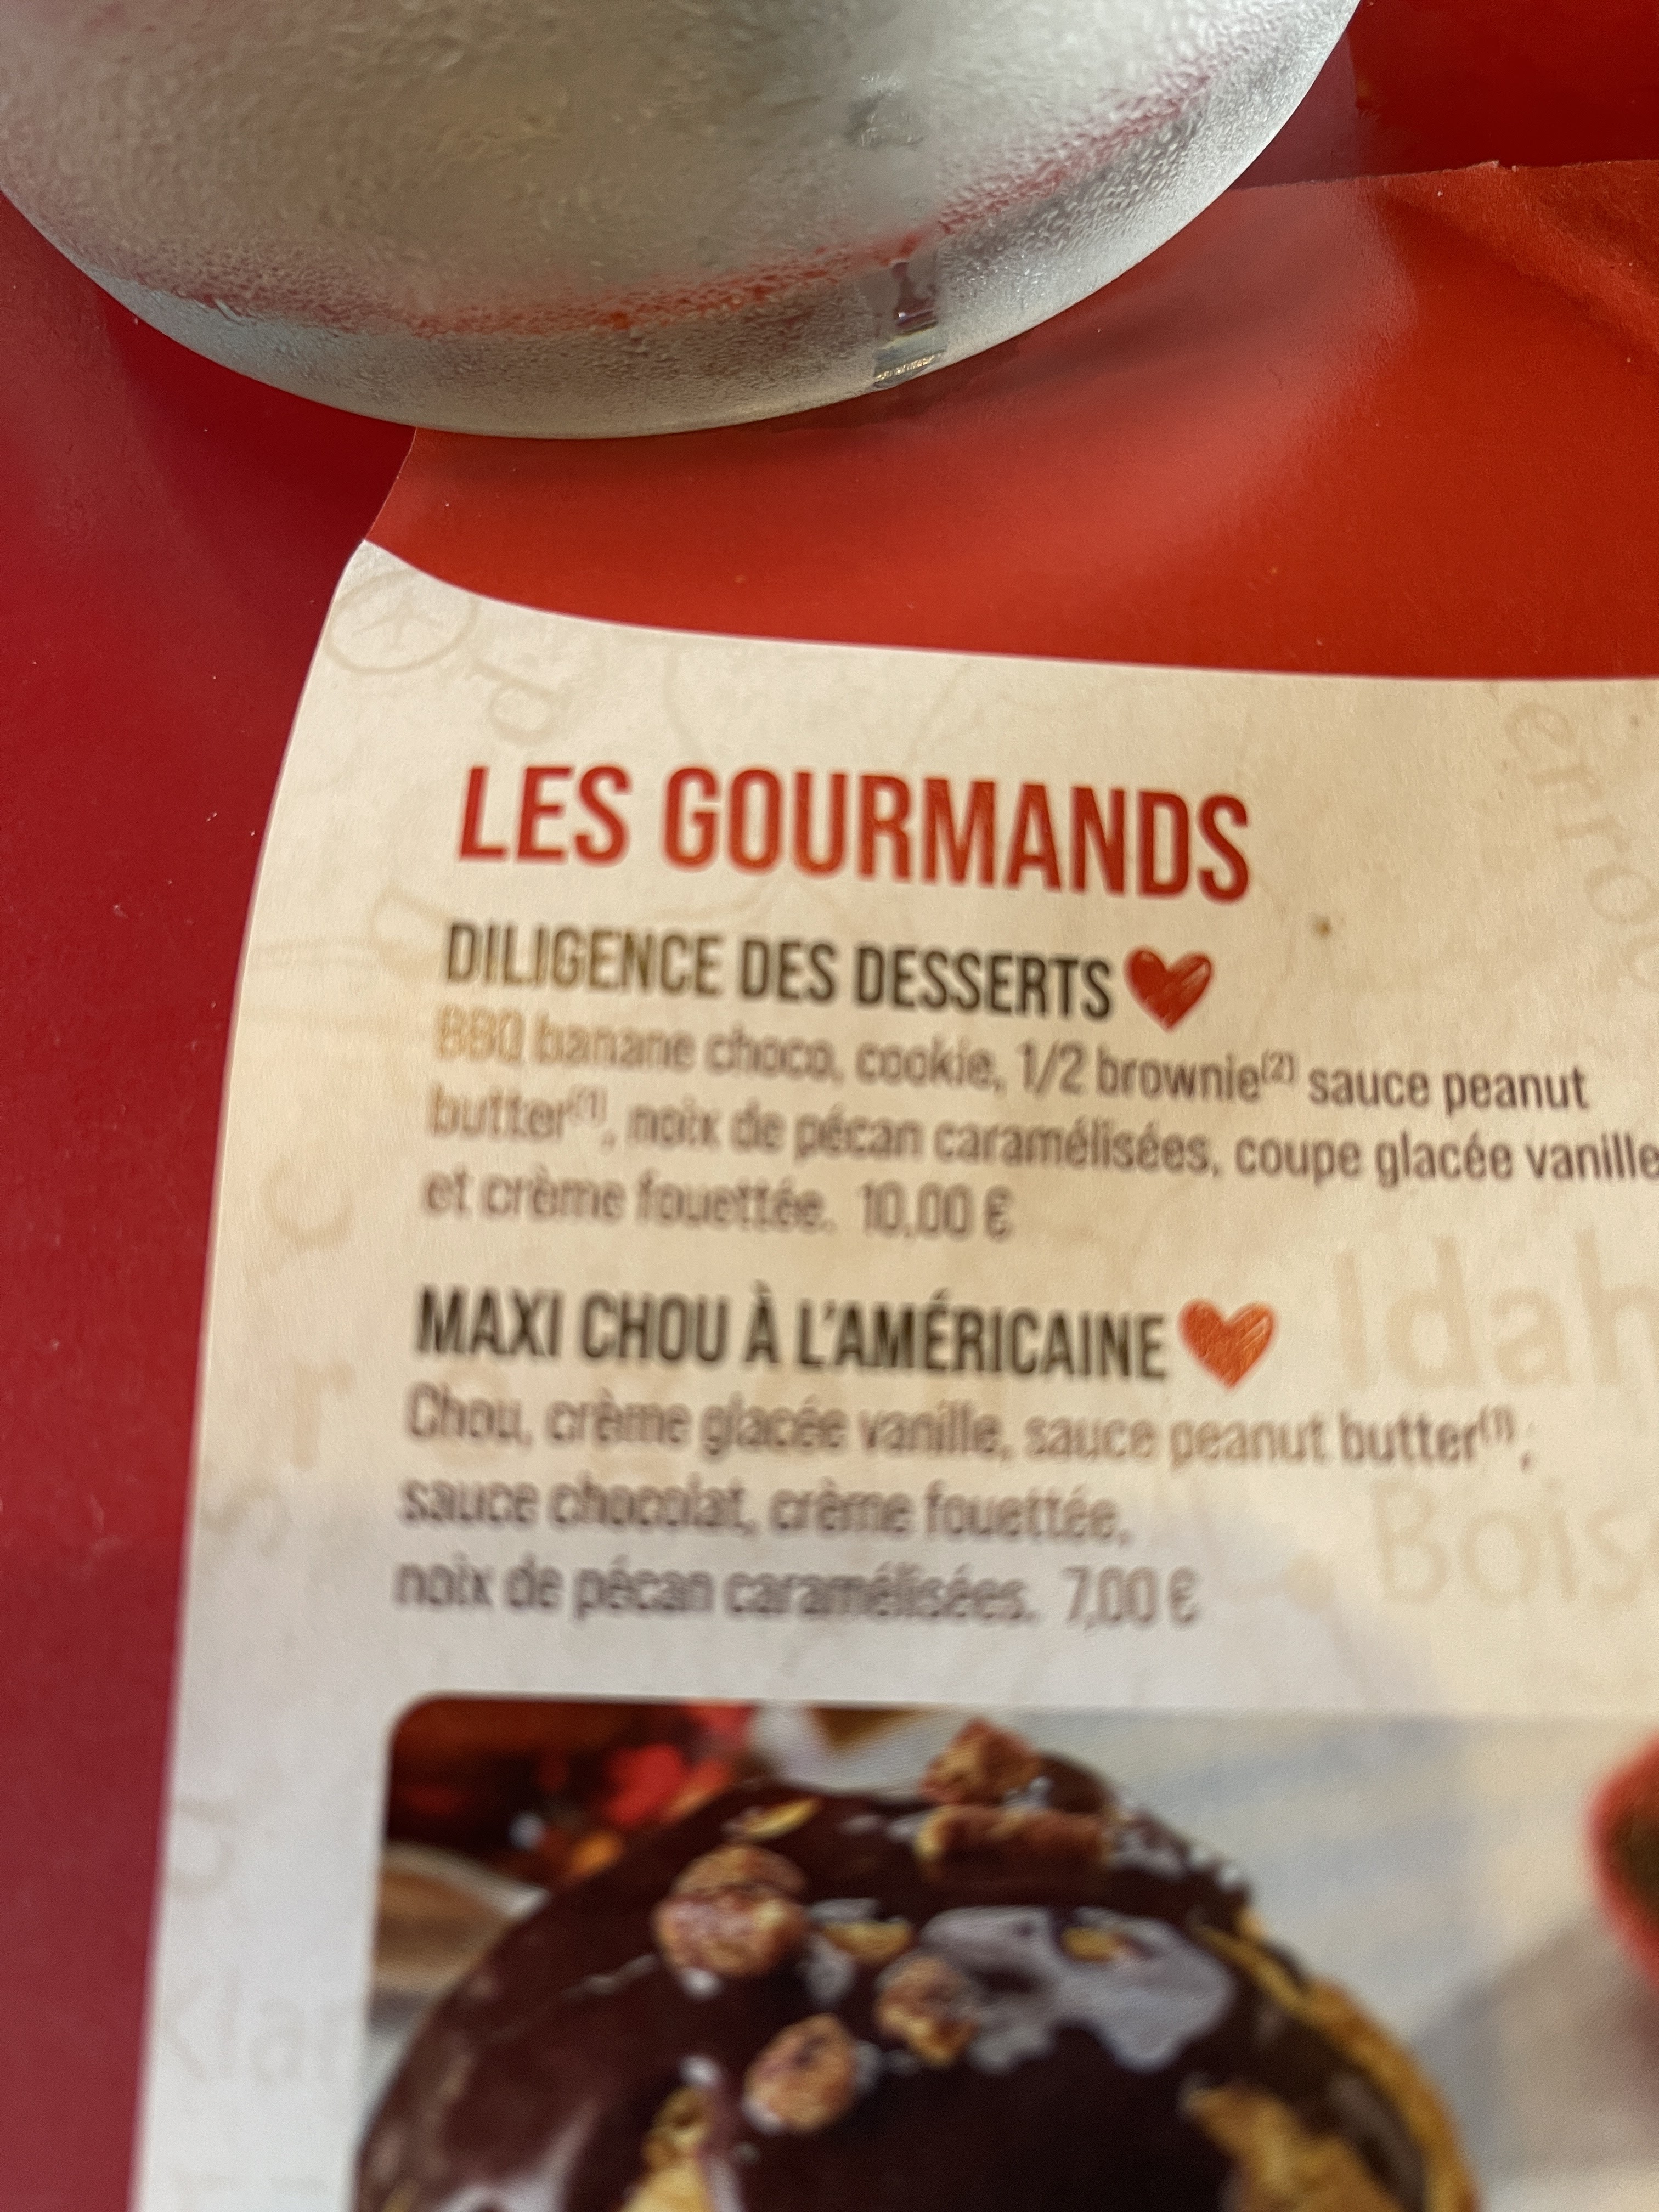 LES GOURMANDS
DILIGENCE DES DESSERTS
BBQ banane choco, cookie, 1/2 brownie(2) sauce peanut
butter(1), noix de pécan caramélisées, coupe glacée vanille
et crème fouettée. 10,00 €
MAXI CHOU À L'AMÉRICAINE
Chou, crème glacée vanille, sauce peanut butter(1),
sauce chocolat, crème fouettée,
noix de pécan caramélisées. 7,00 €
Idah
Bois